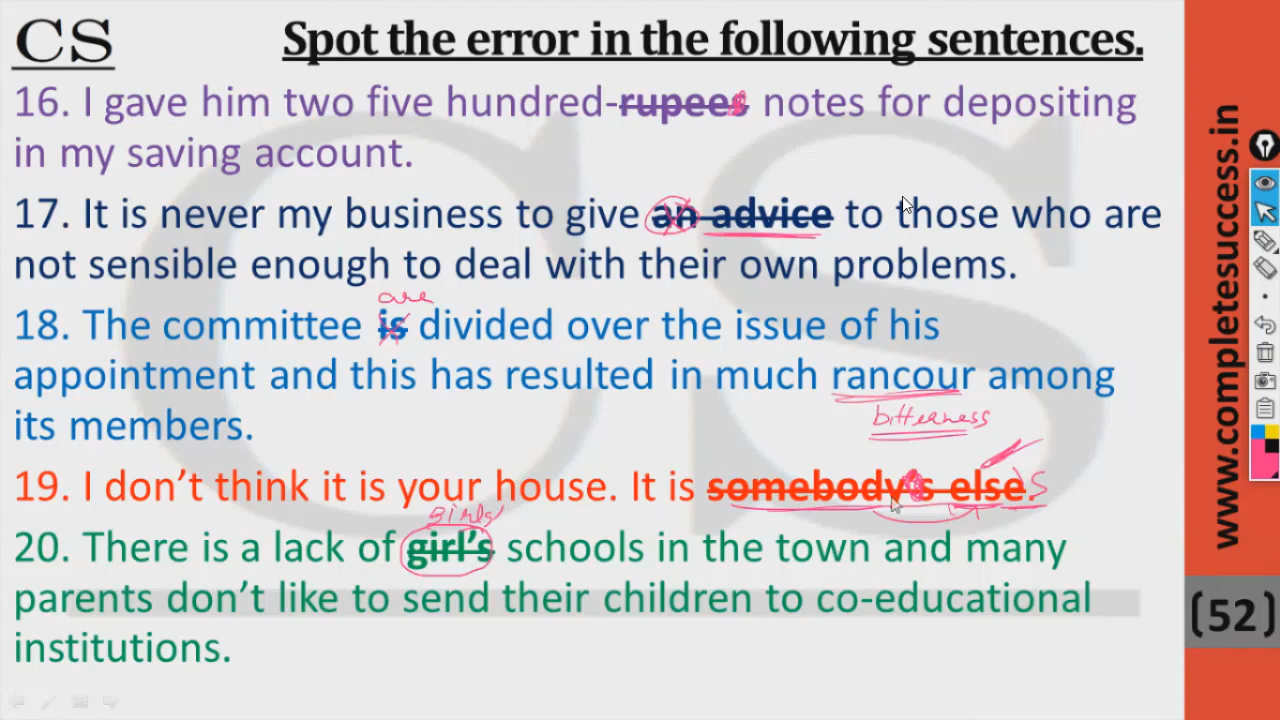 CS
Spot the error in the following sentences.
16. I gave him two five hundred-rupees notes for depositing
in my saving account.
17. It is never my business to give an advice to those who are
not sensible enough to deal with their own problems.
are
18. The committee is divided over the issue of his
appointment and this has resulted in much rancour among
its members.
bitterness
19. I don't think it is your house. It is somebody's else.'s
girls'
20. There is a lack of girl's schools in the town and many
parents don't like to send their children to co-educational
institutions.
www.completesuccess.in
(52)